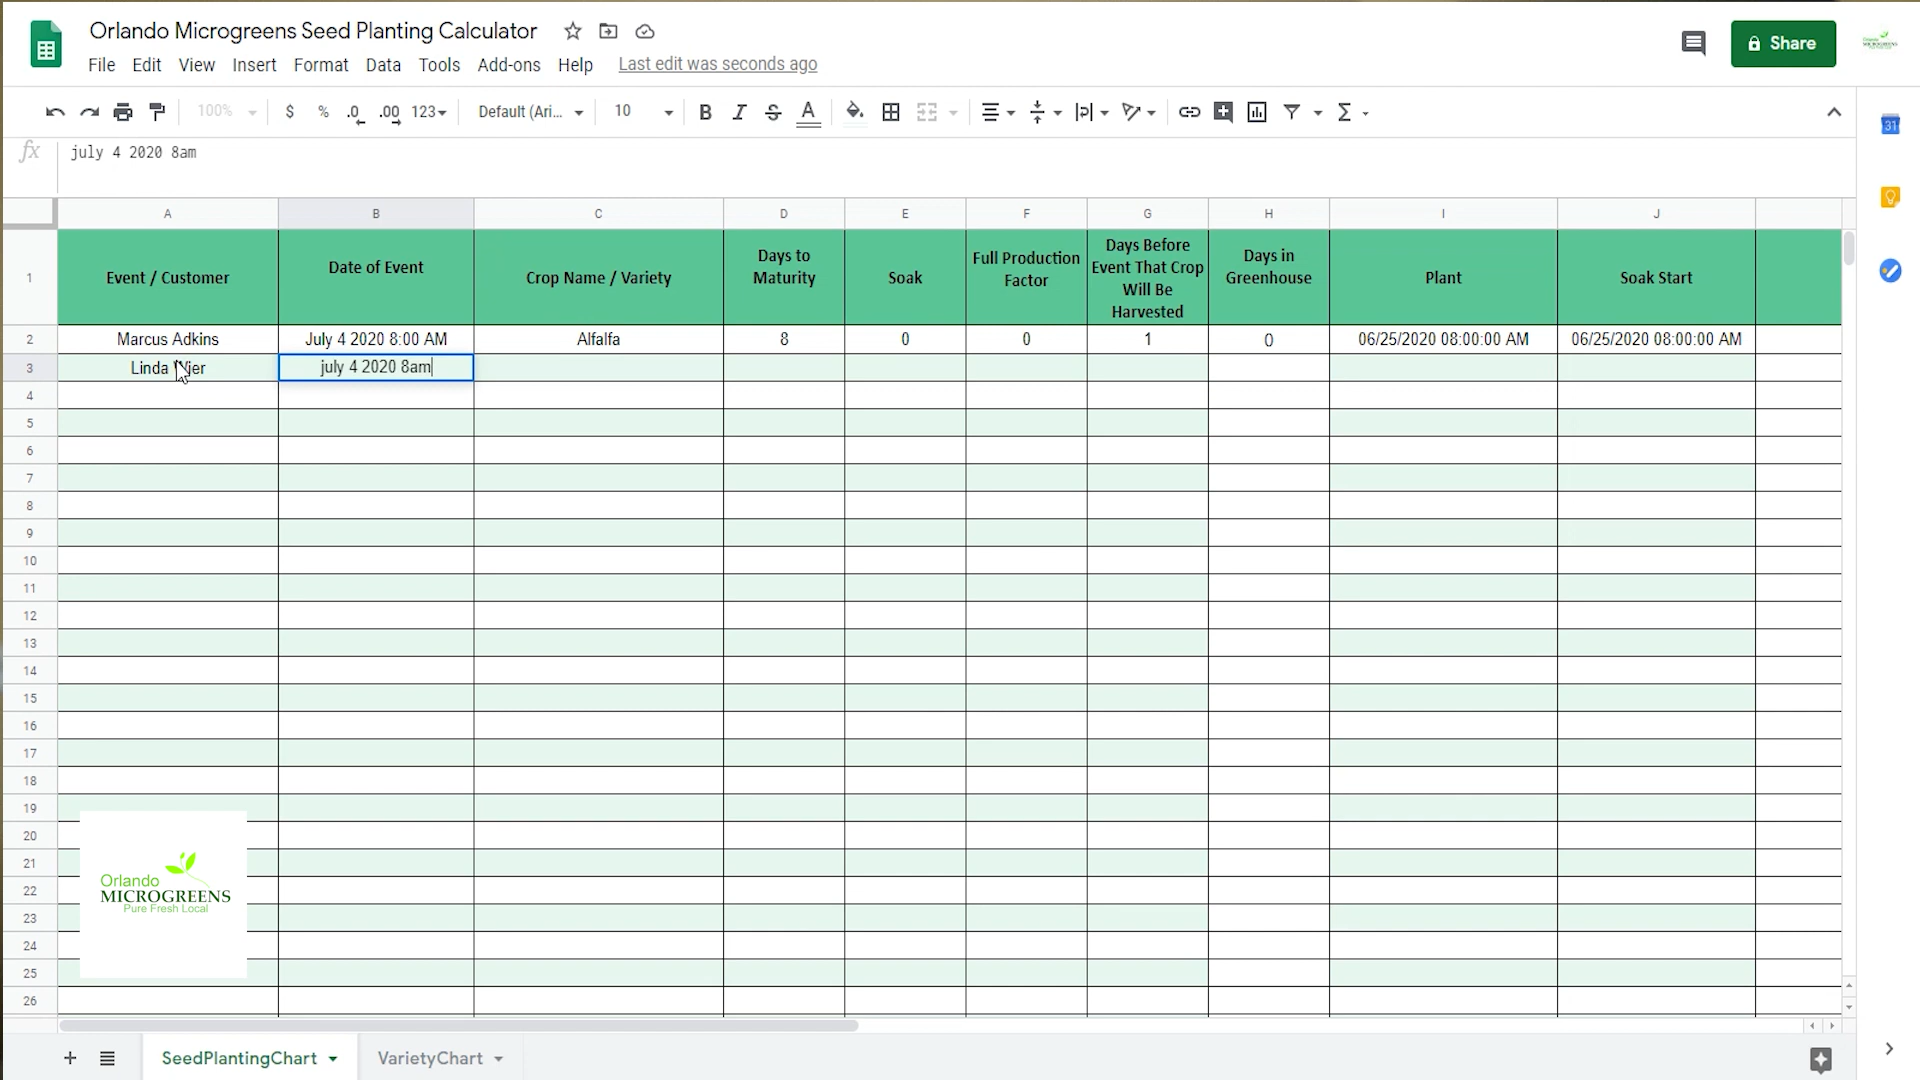 Orlando Microgreens Seed Planting Calculator
Share
File Edit View Insert Format Data Tools Add-ons Help Last edit was seconds ago
100% $ % .0 .00 123 Default (Ari... 10 B I S A Σ
31
fx july 4 2020 8am
A B C D E F G H I J
1 Event / Customer Date of Event Crop Name / Variety Days to Maturity Soak Full Production Factor Days Before Event That Crop Will Be Harvested Days in Greenhouse Plant Soak Start
2 Marcus Adkins July 4 2020 8:00 AM Alfalfa 8 0 0 1 0 06/25/2020 08:00:00 AM 06/25/2020 08:00:00 AM
3 Linda july 4 2020 8am
4
5
6
7
8
9
10
11
12
13
14
15
16
17
18
19
20
21
22
23
24
25
26
Orlando
MICROGREENS
Pure Fresh Local
SeedPlantingChart VarietyChart